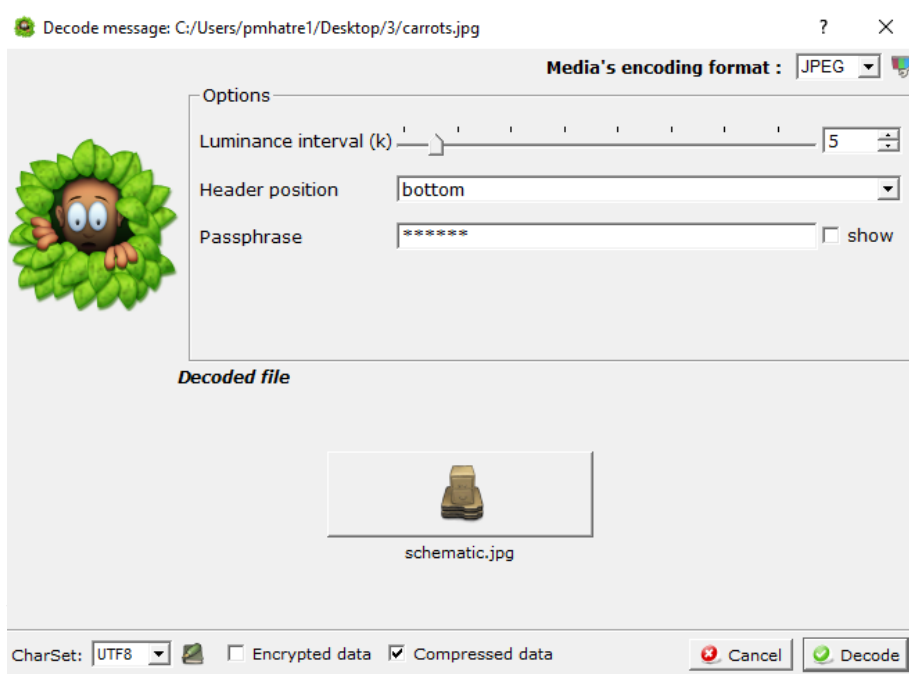 Decode message: C:/Users/pmhatre1/Desktop/3/carrots.jpg ? ×
Media's encoding format : JPEG
Options
Luminance interval (k) 5
Header position bottom
Passphrase ****** show
Decoded file
schematic.jpg
CharSet: UTF8 Encrypted data Compressed data Cancel Decode